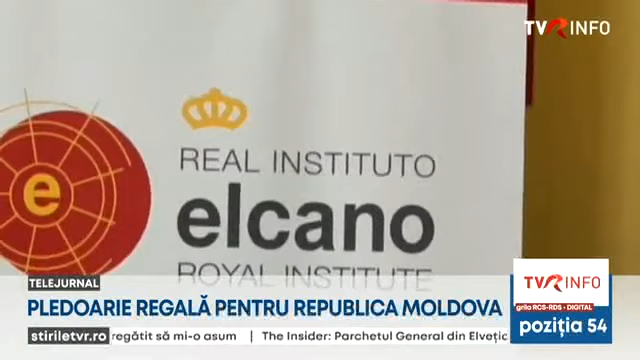 TVR INFO
REAL INSTITUTO
e
elcano
ROYAL INSTITUTE
TELEJURNAL
TVR INFO
PLEDOARIE REGALĂ PENTRU REPUBLICA MOLDOVA
grila RCS-RDS - DIGITAL
poziția 54
stiriletvr.ro
regătit să mi-o asum | The Insider: Parchetul General din Elveți